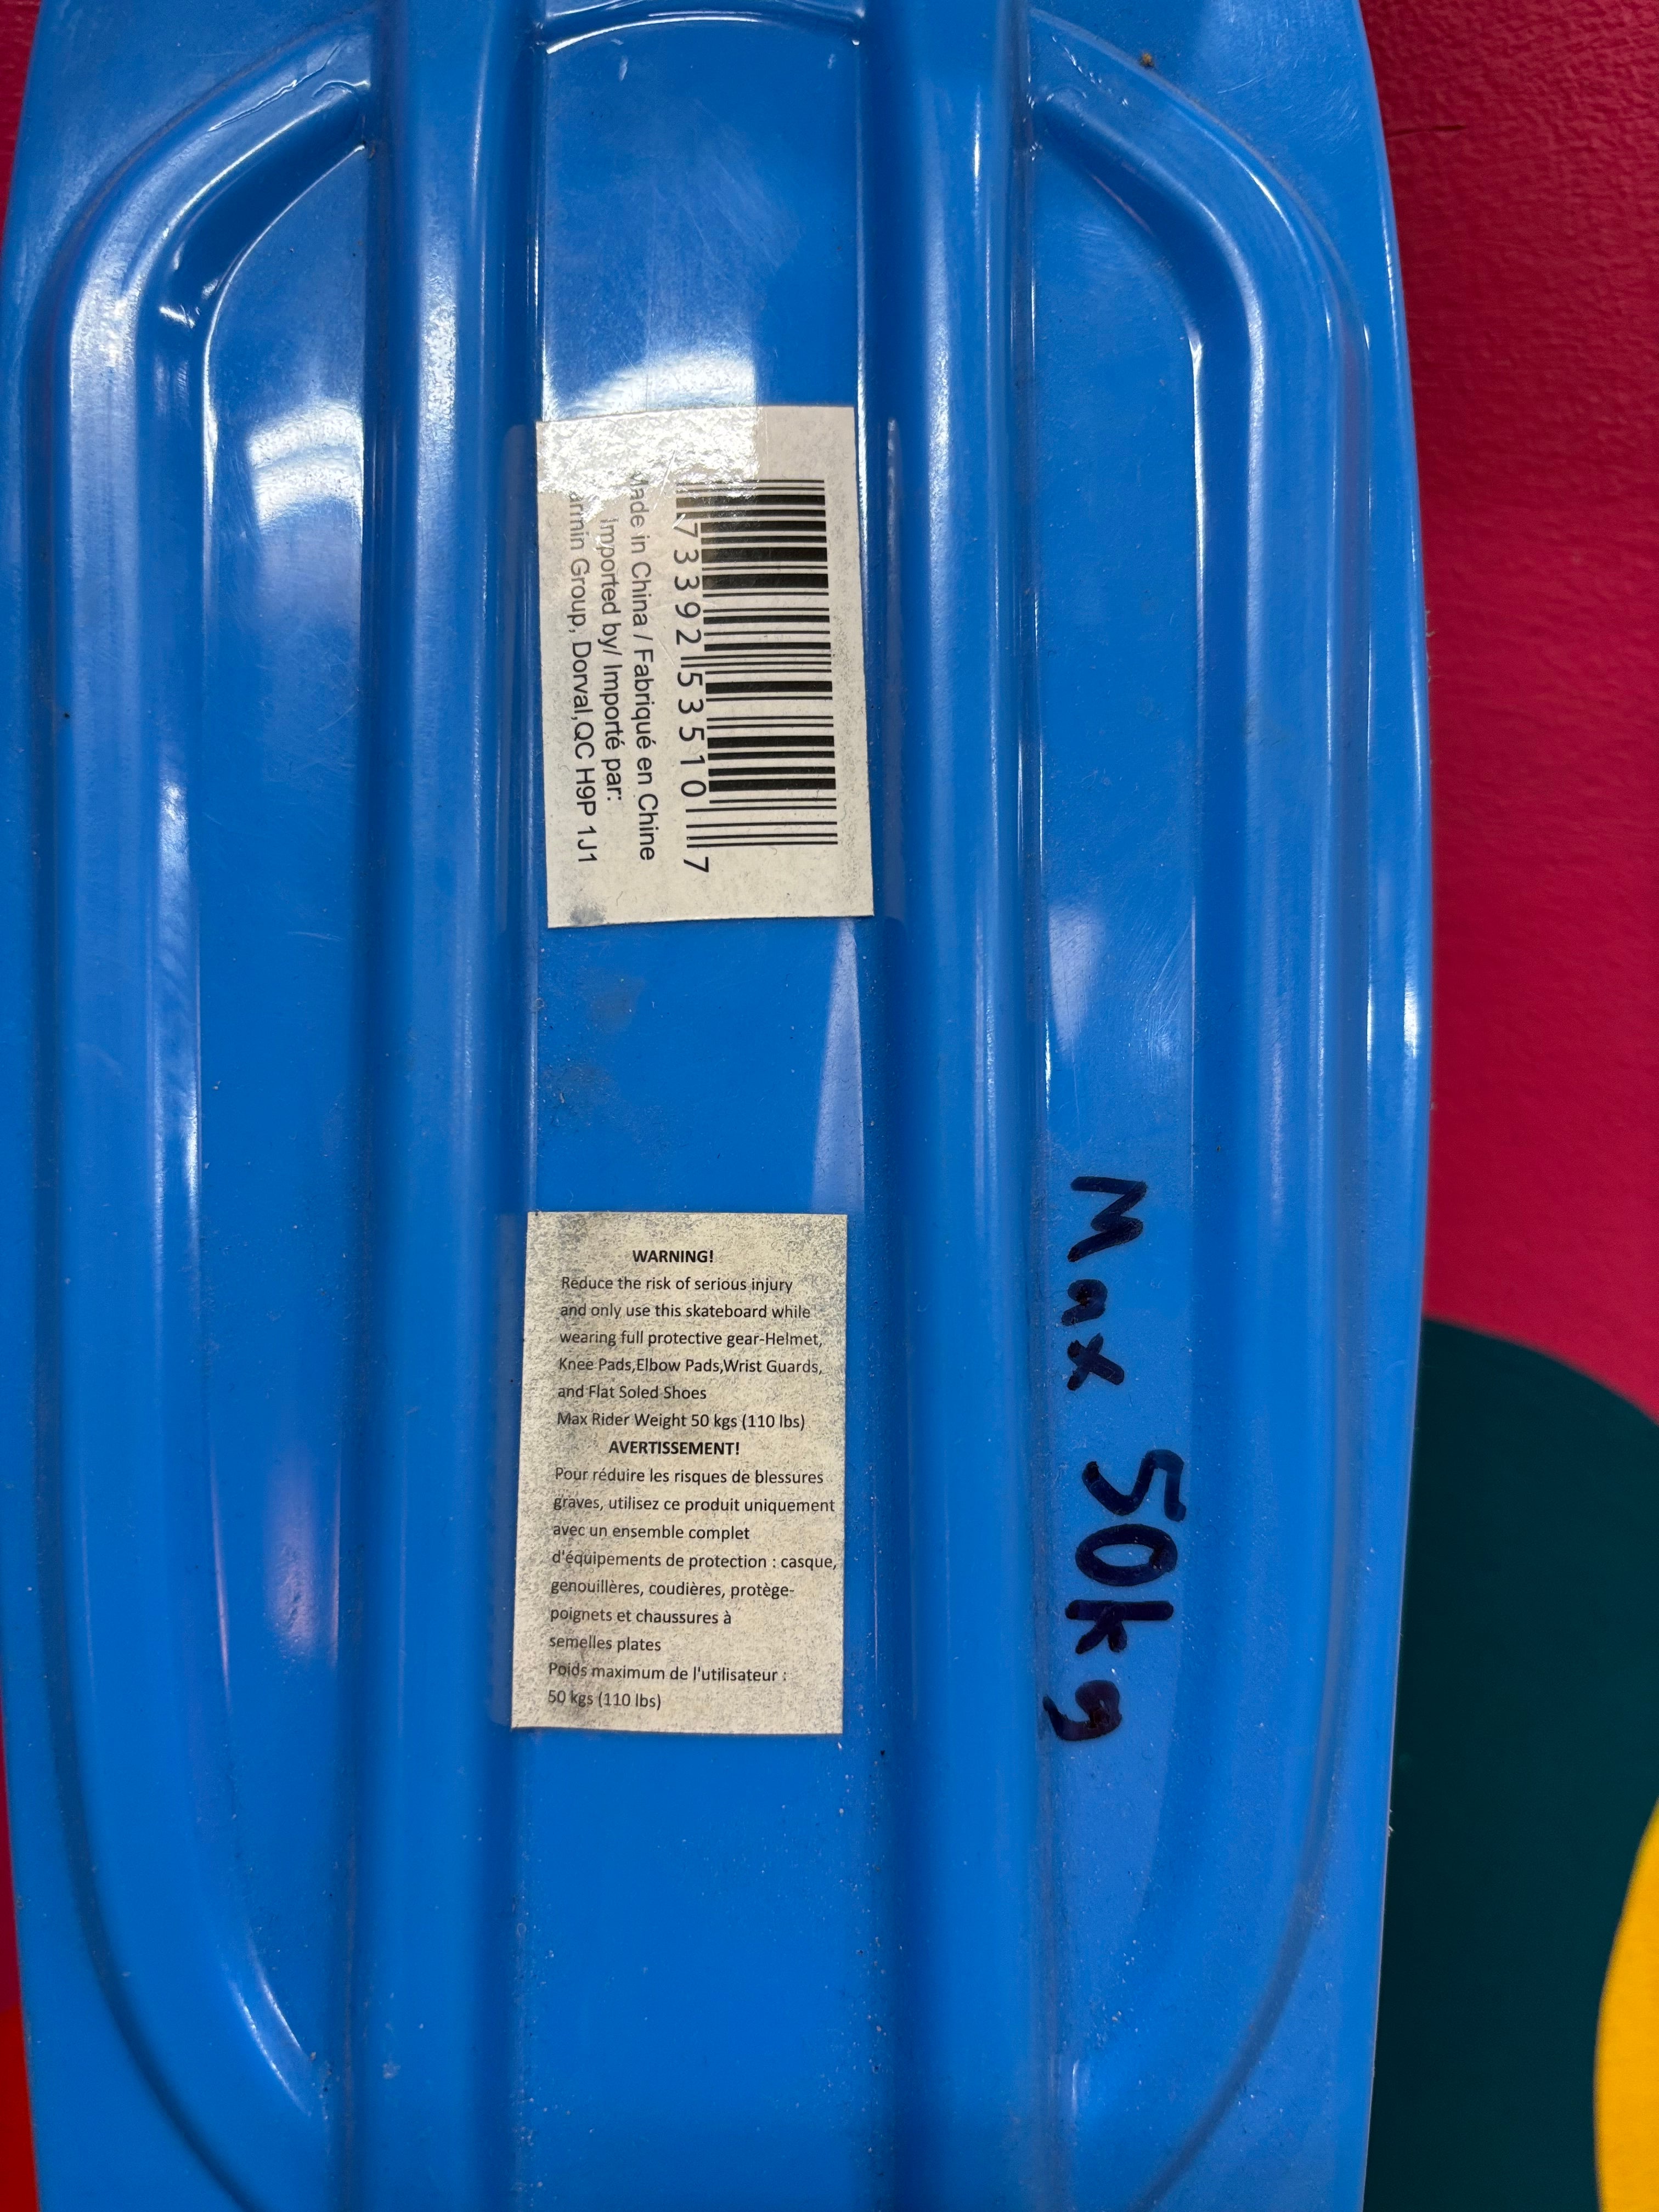 7 33925 35107
Made in China / Fabriqué en Chine
Imported by/ Importé par:
Group, Dorval,QC H9P 1J1
WARNING!
Reduce the risk of serious injury
and only use this skateboard while
wearing full protective gear-Helmet,
Knee Pads,Elbow Pads,Wrist Guards,
and Flat Soled Shoes
Max Rider Weight 50 kgs (110 lbs)
AVERTISSEMENT!
Pour réduire les risques de blessures
graves, utilisez ce produit uniquement
avec un ensemble complet
d'équipements de protection : casque,
genouillères, coudières, protège-
poignets et chaussures à
semelles plates
Poids maximum de l'utilisateur :
50 kgs (110 lbs)
Max 50kg